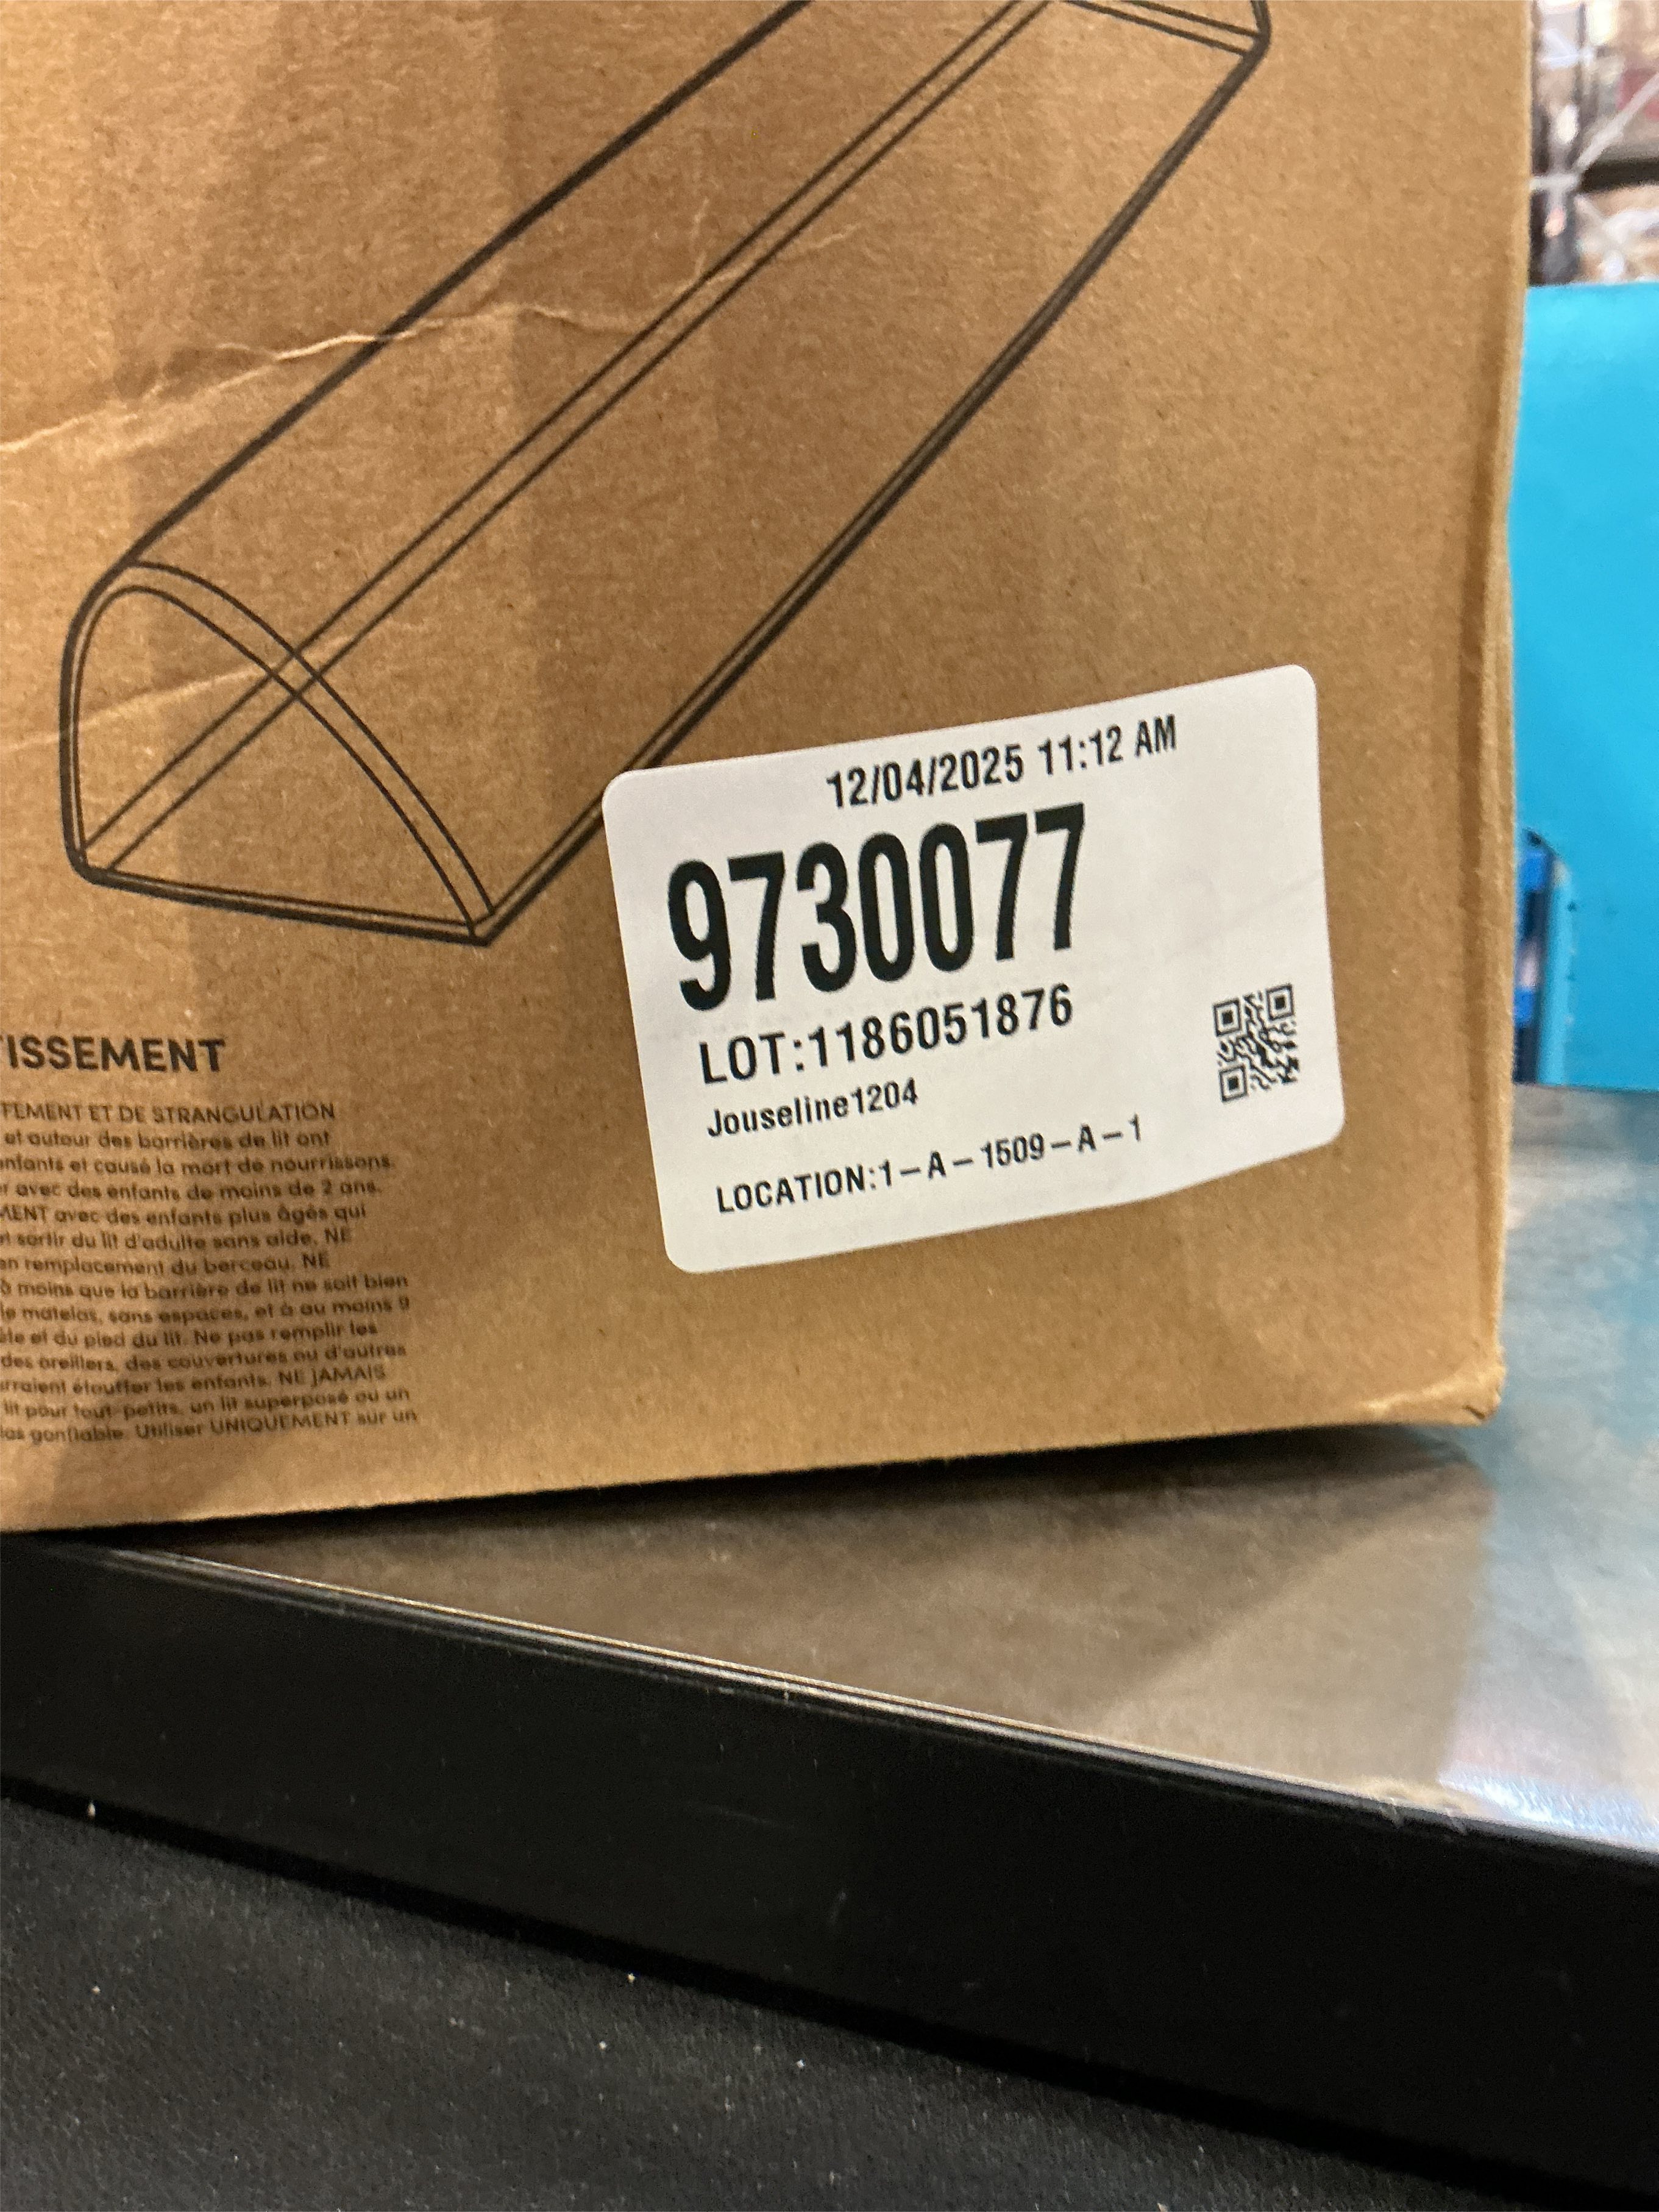 12/04/2025 11:12 AM
9730077
LOT:1186051876
Jouseline1204
LOCATION:1-A-1509-A-1
TISSEMENT
TEMENT ET DE STRANGULATION
et autour des barrières de lit ont
nfants et causé la mort de nourrissons.
r avec des enfants de moins de 2 ans.
MENT avec des enfants plus âgés qui
sortir du lit d'adulte sans aide. NE
en remplacement du berceau. NE
à moins que la barrière de lit ne soit bien
le matelas, sans espaces, et à au moins 9
et du pied du lit. Ne pas remplir les
des oreillers, des couvertures ou d'autres
rraient étouffer les enfants. NE JAMAIS
lit pour tout-petits, un lit superposé ou un
las gonflable. Utiliser UNIQUEMENT sur un